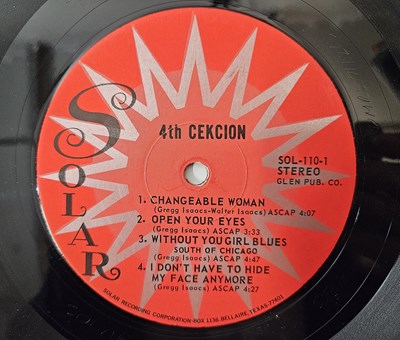 SOLAR
4th CEKCION
SOL-110-1
STEREO
GLEN PUB. CO.
1. CHANGEABLE WOMAN
(Gregg Isaacs-Walter Isaacs) ASCAP 4:07
2. OPEN YOUR EYES
(Gregg Isaacs) ASCAP 3:33
3. WITHOUT YOU GIRL BLUES
SOUTH OF CHICAGO
(Gregg Isaacs) ASCAP 4:47
4. I DON'T HAVE TO HIDE
MY FACE ANYMORE
(Gregg Isaacs) ASCAP 4:27
SOLAR RECORDING CORPORATION-BOX 1136-BELLAIRE, TEXAS-77401